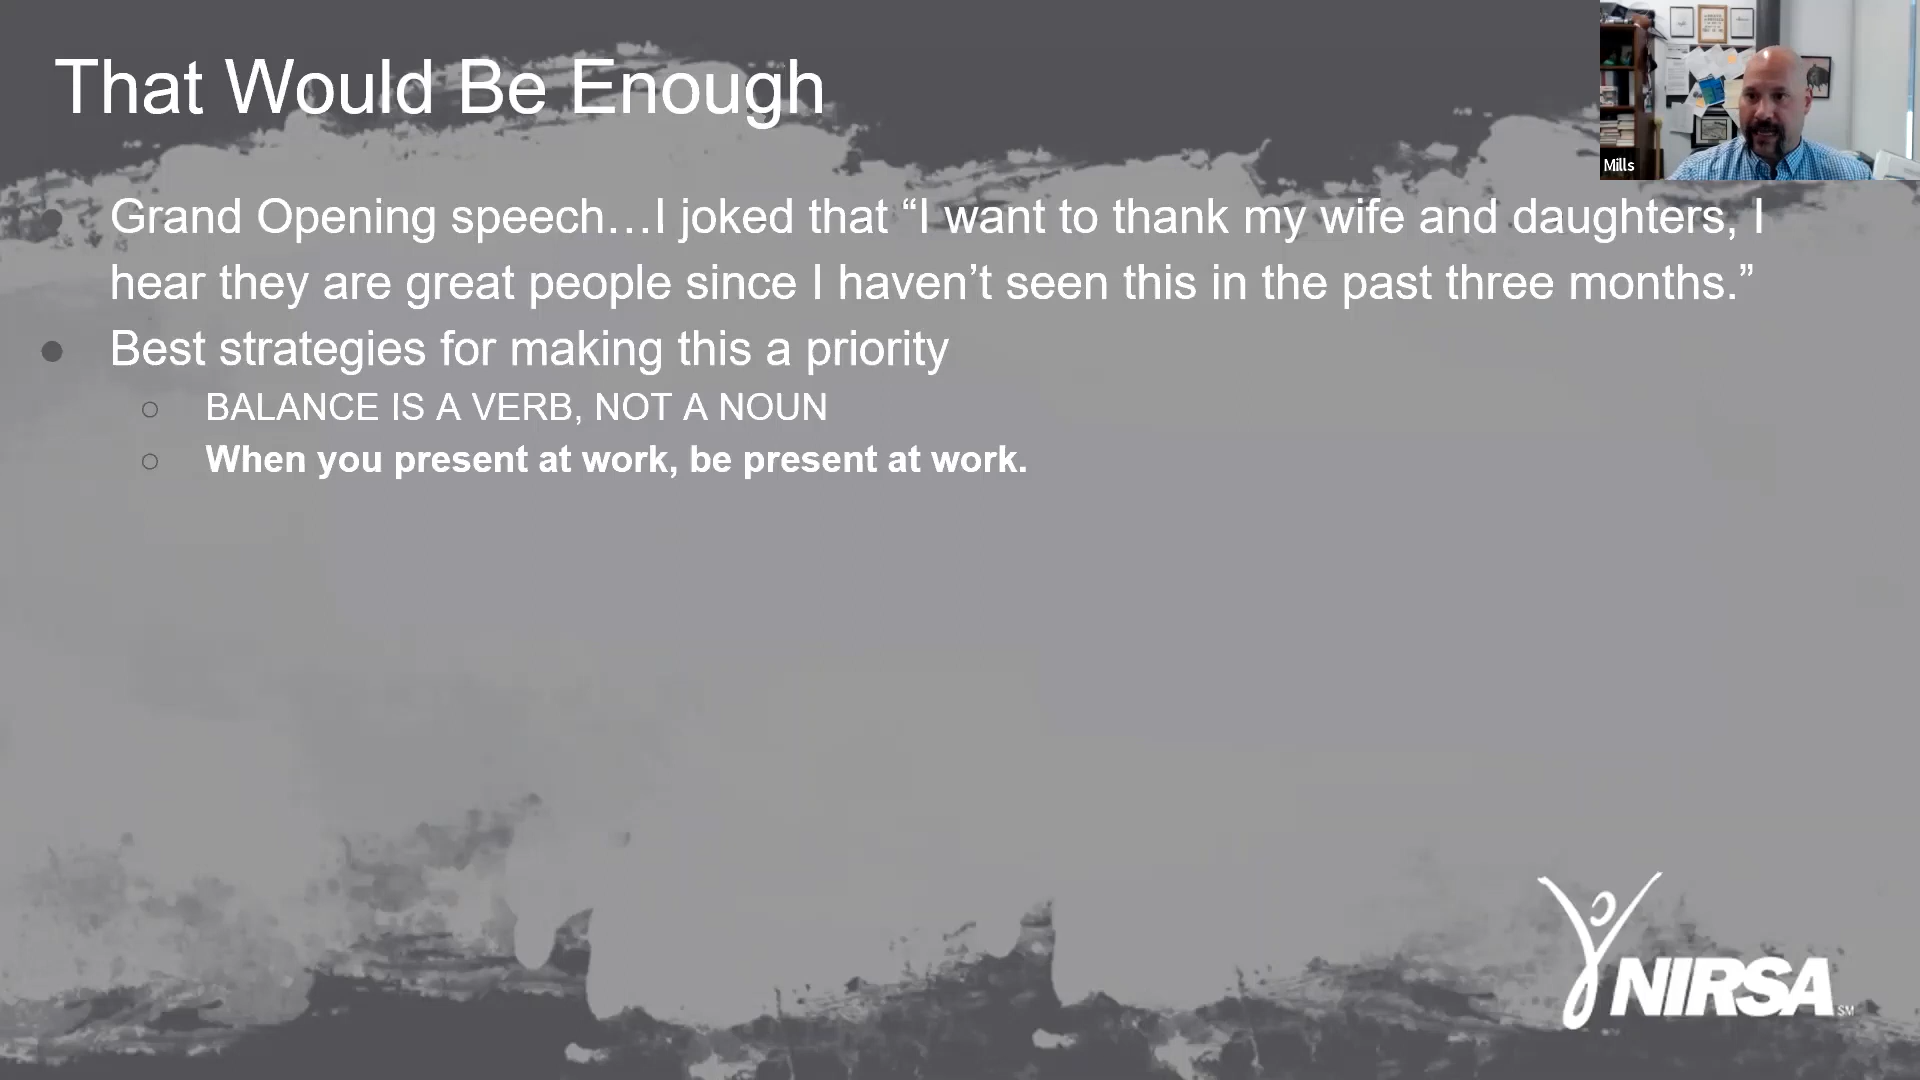 That Would Be Enough
Mills
Grand Opening speech…I joked that “I want to thank my wife and daughters, I
hear they are great people since I haven’t seen this in the past three months.”
Best strategies for making this a priority
BALANCE IS A VERB, NOT A NOUN
When you present at work, be present at work.
NIRSA SM